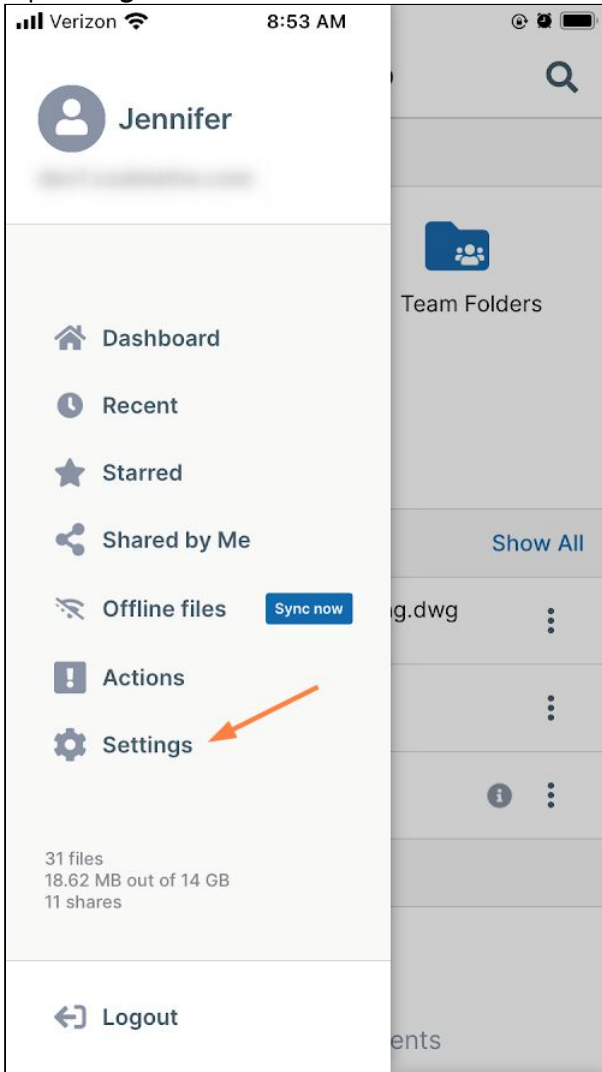 Verizon 8:53 AM
Jennifer
Team Folders
Dashboard
Recent
Starred
Shared by Me
Show All
Offline files Sync now
g.dwg
Actions
Settings
31 files
18.62 MB out of 14 GB
11 shares
Logout
ents